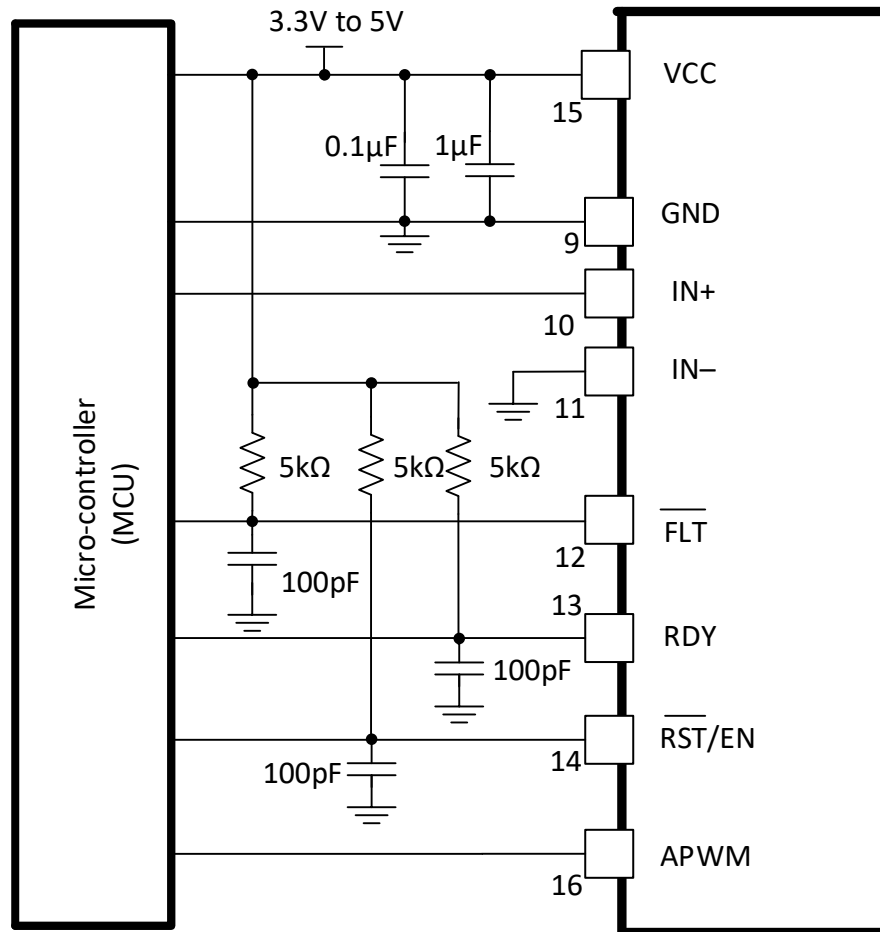 3.3V to 5V
VCC
15
0.1µF
1µF
GND
9
IN+
10
IN–
11
Micro-controller
(MCU)
5kΩ
5kΩ
5kΩ
FLT
12
100pF
13
RDY
100pF
RST/EN
14
100pF
APWM
16